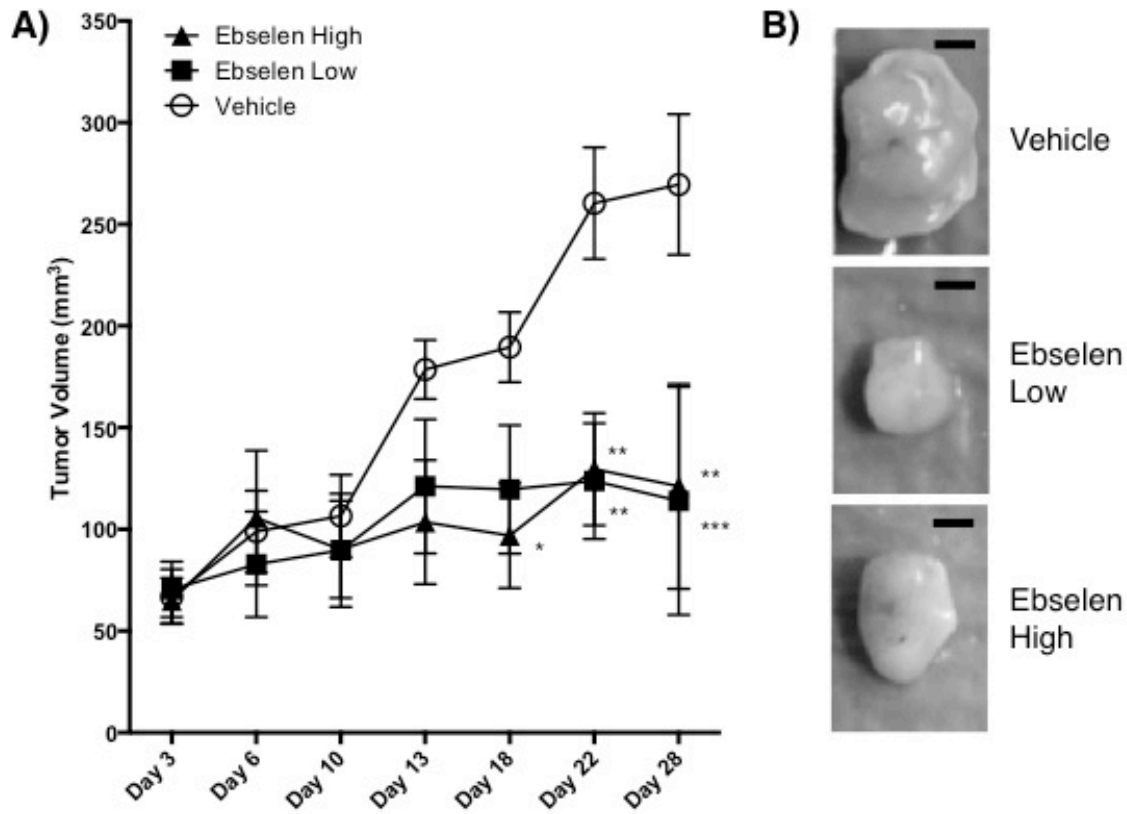 A)
350
300
250
200
150
100
50
0
Tumor Volume (mm³)
Ebselen High
Ebselen Low
Vehicle
**
**
*
**
***
Day 3
Day 6
Day 10
Day 13
Day 18
Day 22
Day 28
B)
Vehicle
Ebselen
Low
Ebselen
High